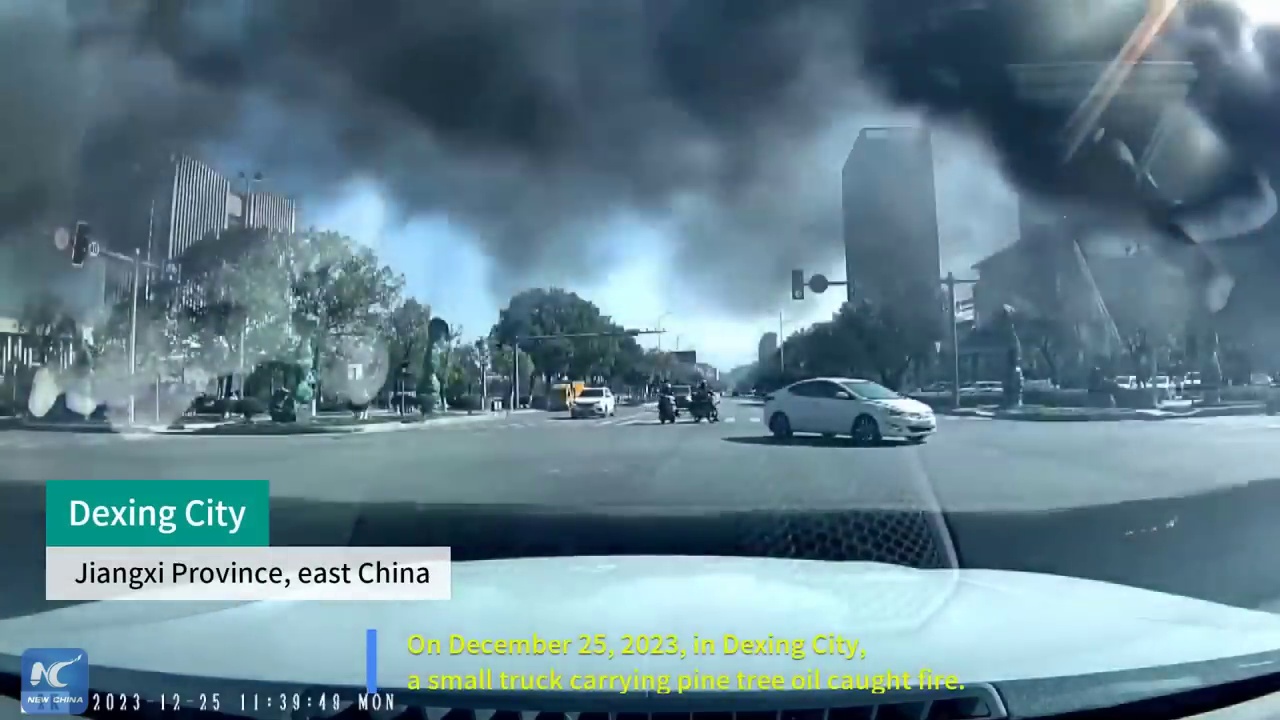 Dexing City
Jiangxi Province, east China
On December 25, 2023, in Dexing City,
a small truck carrying pine tree oil caught fire.
NC
NEW CHINA
2023-12-25 11:39:49 MON